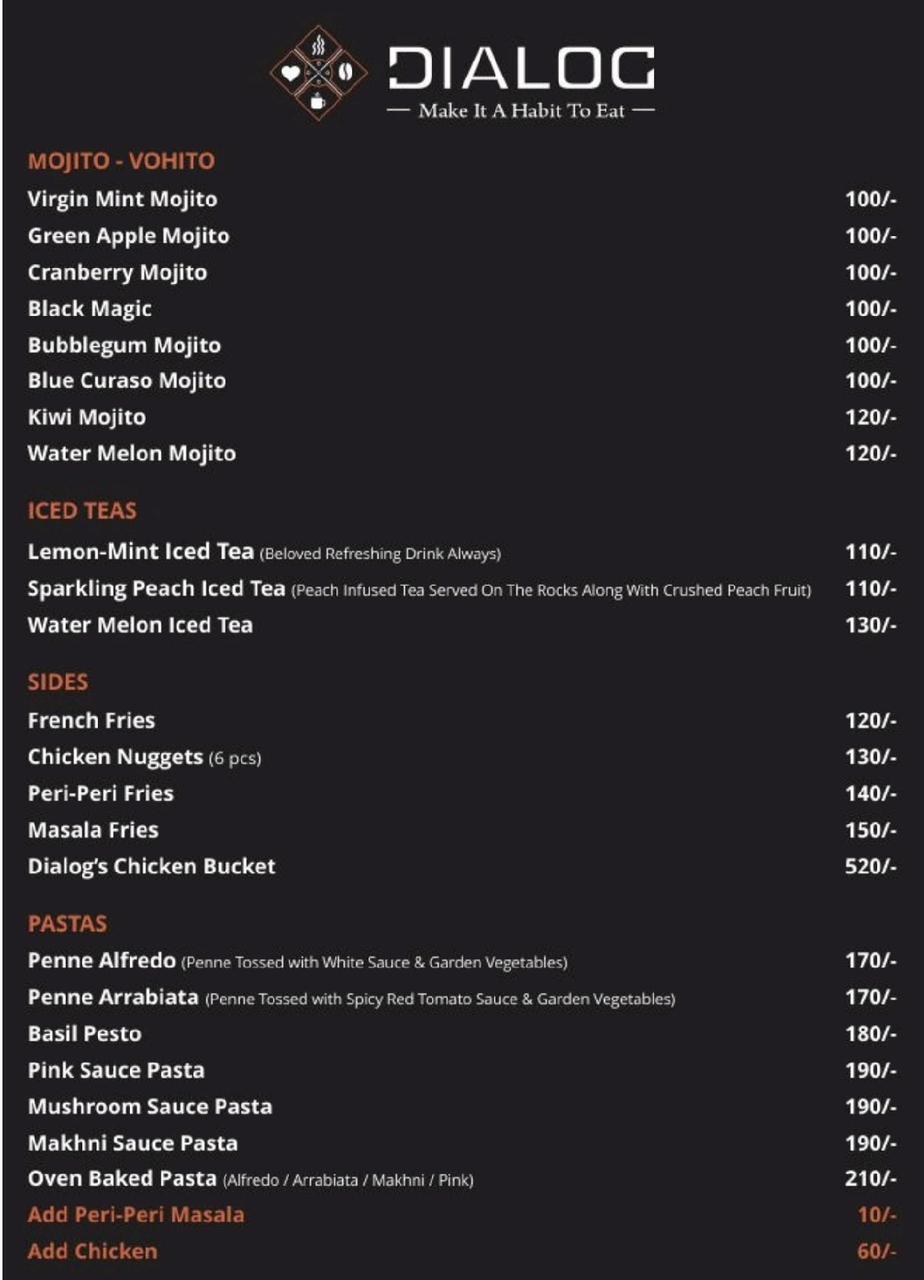 DIALOG
Make It A Habit To Eat
MOJITO - VOHITO
Virgin Mint Mojito 100/-
Green Apple Mojito 100/-
Cranberry Mojito 100/-
Black Magic 100/-
Bubblegum Mojito 100/-
Blue Curaso Mojito 100/-
Kiwi Mojito 120/-
Water Melon Mojito 120/-
ICED TEAS
Lemon-Mint Iced Tea (Beloved Refreshing Drink Always) 110/-
Sparkling Peach Iced Tea (Peach Infused Tea Served On The Rocks Along With Crushed Peach Fruit) 110/-
Water Melon Iced Tea 130/-
SIDES
French Fries 120/-
Chicken Nuggets (6 pcs) 130/-
Peri-Peri Fries 140/-
Masala Fries 150/-
Dialog's Chicken Bucket 520/-
PASTAS
Penne Alfredo (Penne Tossed with White Sauce & Garden Vegetables) 170/-
Penne Arrabiata (Penne Tossed with Spicy Red Tomato Sauce & Garden Vegetables) 170/-
Basil Pesto 180/-
Pink Sauce Pasta 190/-
Mushroom Sauce Pasta 190/-
Makhni Sauce Pasta 190/-
Oven Baked Pasta (Alfredo / Arrabiata / Makhni / Pink) 210/-
Add Peri-Peri Masala 10/-
Add Chicken 60/-